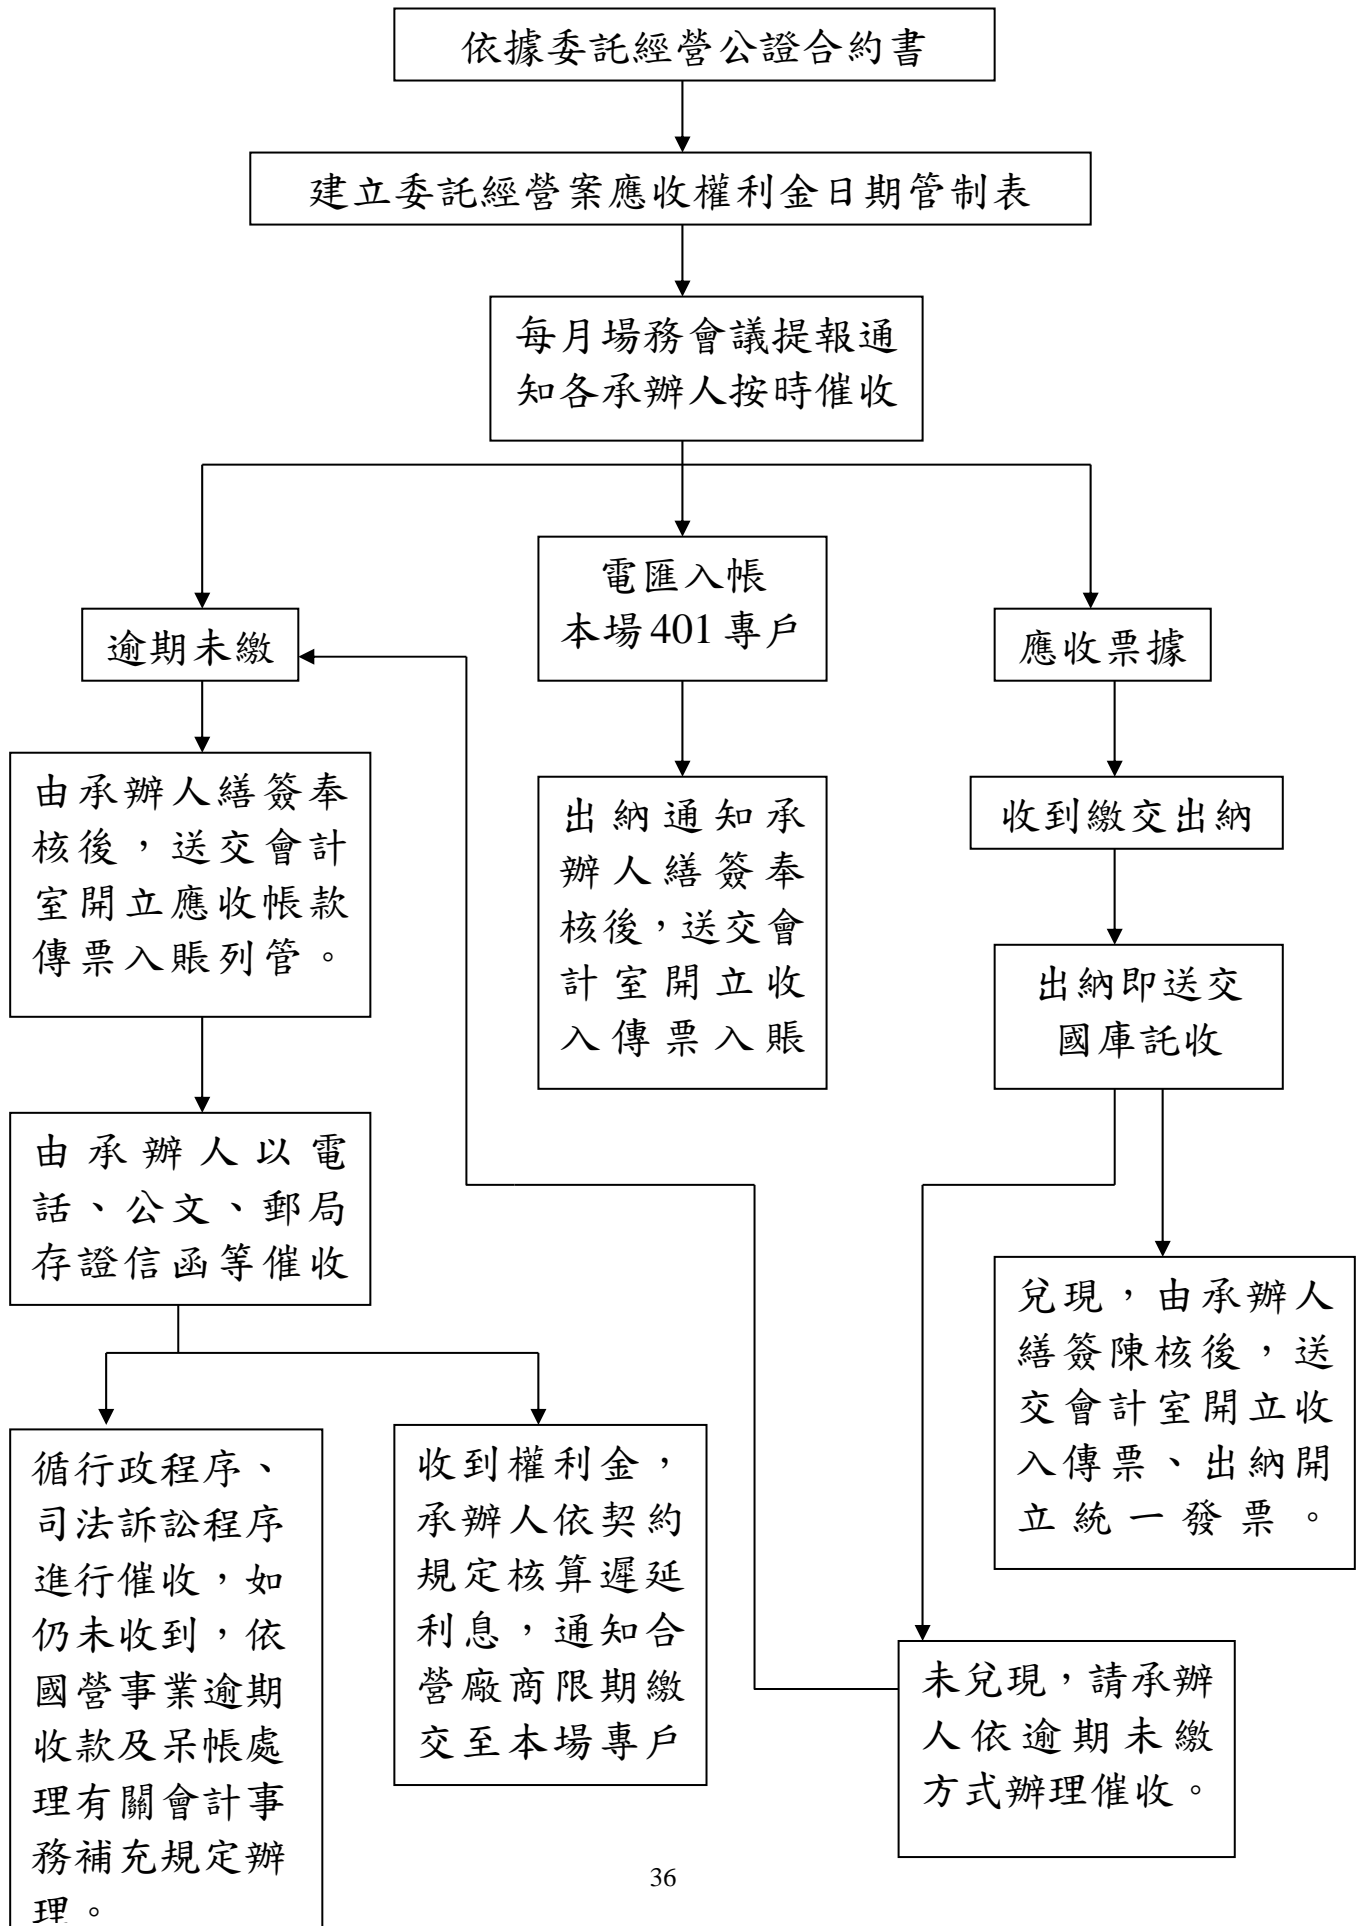 依據委託經營公證合約書
建立委託經營案應收權利金日期管制表
每月場務會議提報通
知各承辦人按時催收
逾期未繳
電匯入帳
本場401專戶
應收票據
由承辦人繕簽奉
核後，送交會計
室開立應收帳款
傳票入賬列管。
出納通知承
辦人繕簽奉
核後，送交會
計室開立收
入傳票入賬
收到繳交出納
出納即送交
國庫託收
由承辦人以電
話、公文、郵局
存證信函等催收
兌現，由承辦人
繕簽陳核後，送
交會計室開立收
入傳票、出納開
立統一發票。
循行政程序、
司法訴訟程序
進行催收，如
仍未收到，依
國營事業逾期
收款及呆帳處
理有關會計事
務補充規定辦
理。
收到權利金，
承辦人依契約
規定核算遲延
利息，通知合
營廠商限期繳
交至本場專戶
未兌現，請承辦
人依逾期未繳
方式辦理催收。
36